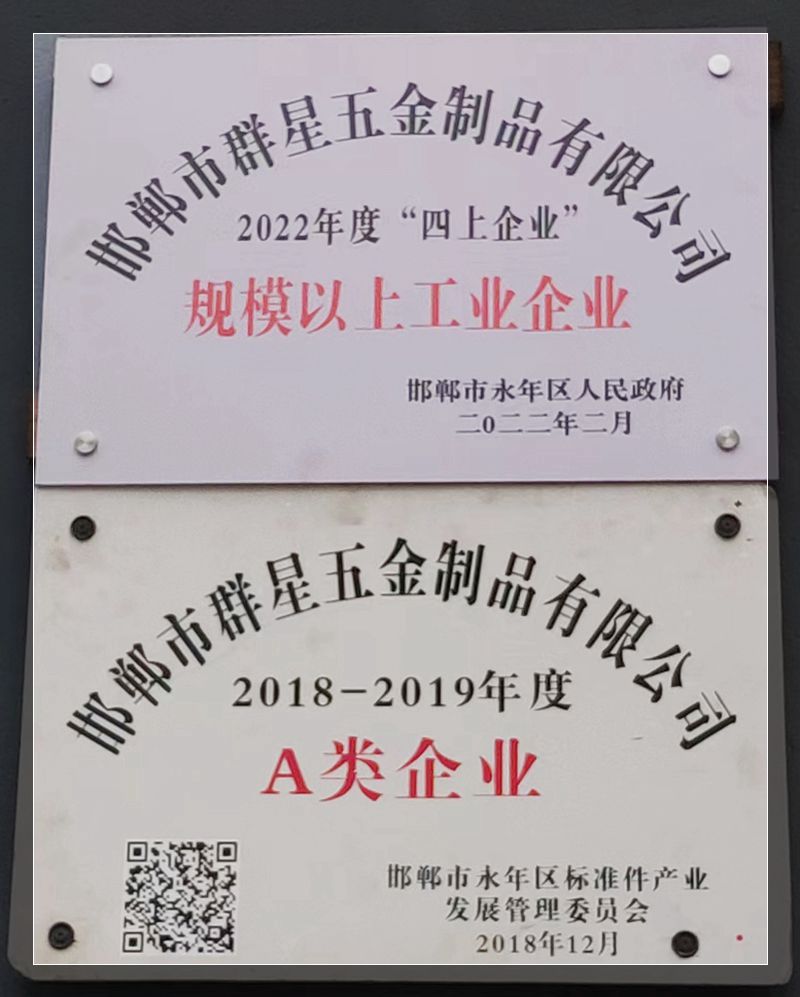 邯郸市群星五金制品有限公司
2022年度“四上企业”
规模以上工业企业
邯郸市永年区人民政府
二0二二年二月
邯郸市群星五金制品有限公司
2018-2019年度
A类企业
邯郸市永年区标准件产业
发展管理委员会
2018年12月